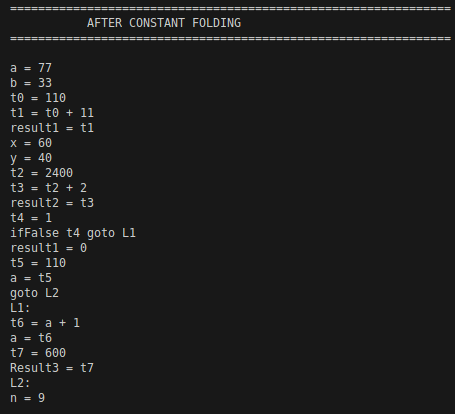 ===============================================================
AFTER CONSTANT FOLDING
===============================================================
a = 77
b = 33
t0 = 110
t1 = t0 + 11
result1 = t1
x = 60
y = 40
t2 = 2400
t3 = t2 + 2
result2 = t3
t4 = 1
ifFalse t4 goto L1
result1 = 0
t5 = 110
a = t5
goto L2
L1:
t6 = a + 1
a = t6
t7 = 600
Result3 = t7
L2:
n = 9